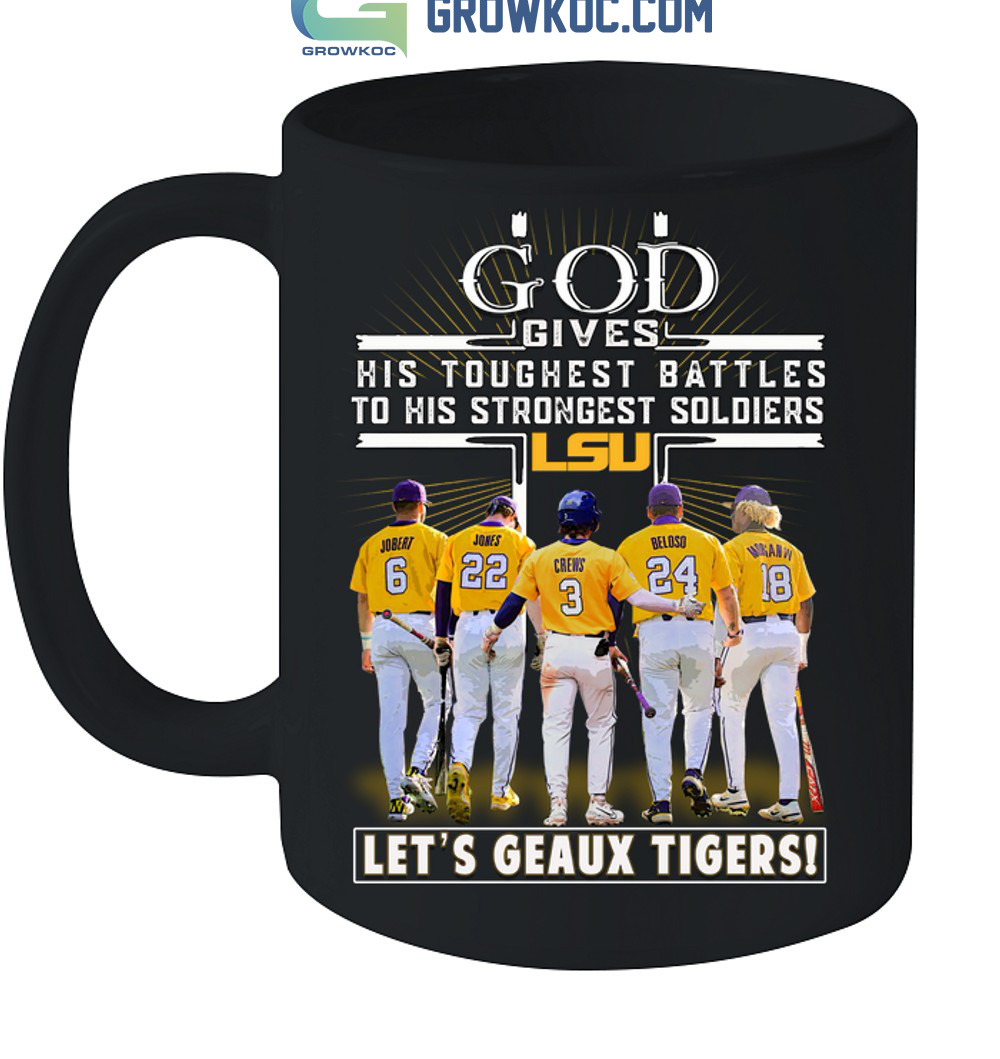 GROWKOC.COM
GROWKOC
GOD
GIVES
HIS TOUGHEST BATTLES
TO HIS STRONGEST SOLDIERS
LSU
JOBERT
6
JONES
22
CREWS
3
BELOSO
24
18
LET'S GEAUX TIGERS!